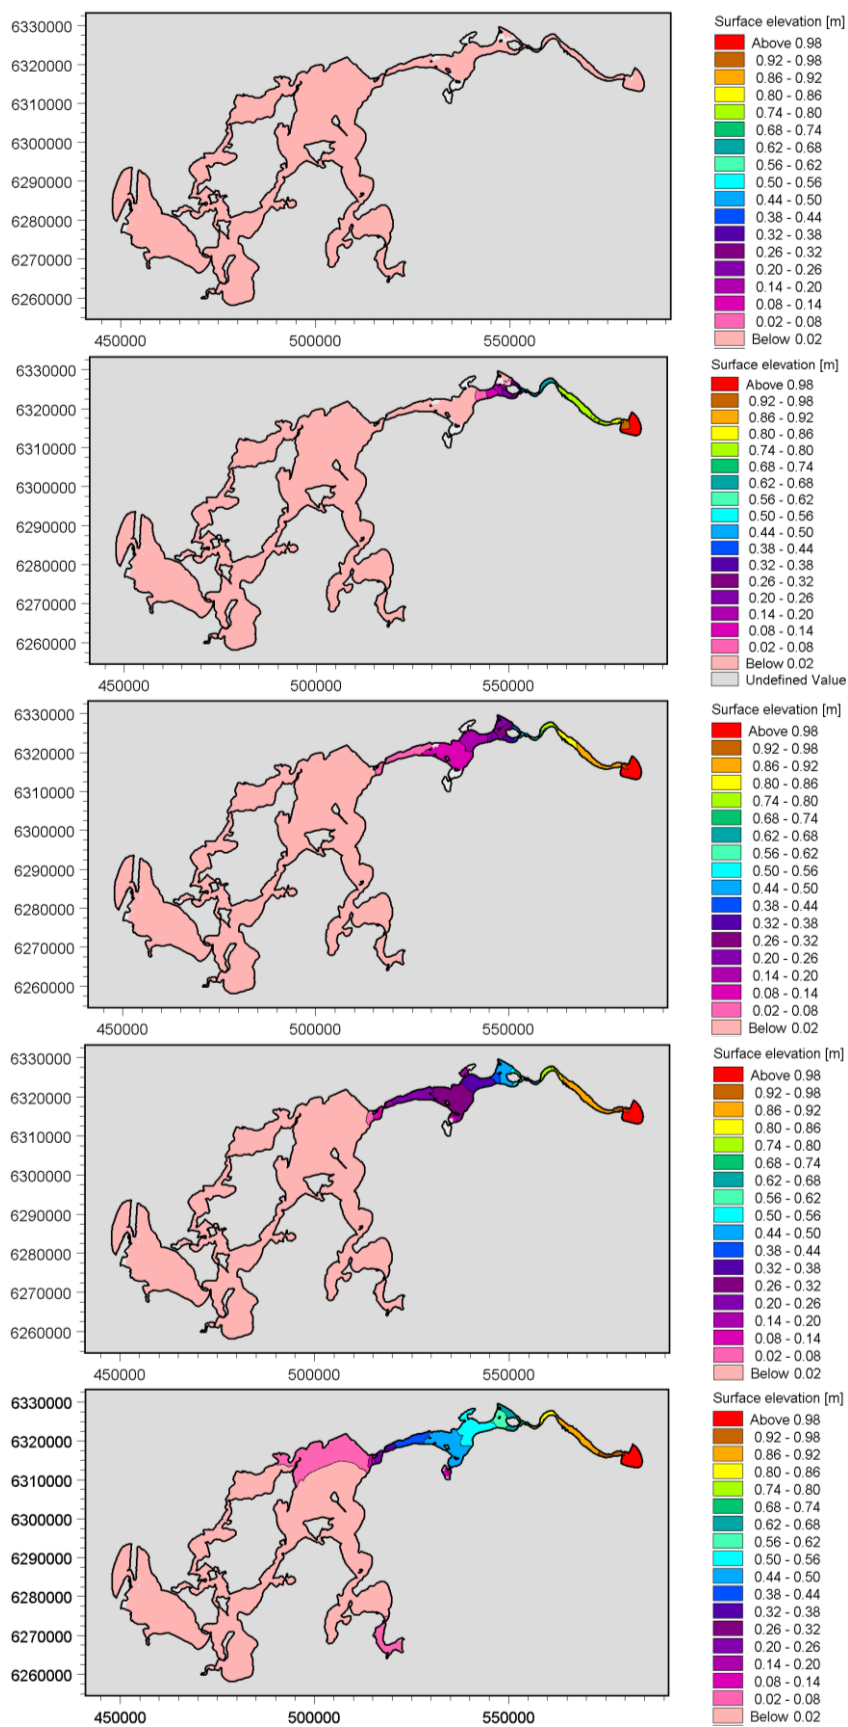 Surface elevation [m]
6330000
Above 0.98
0.92 - 0.98
6320000
0.86 - 0.92
0.80 - 0.86
6310000
0.74 - 0.80
0.68 - 0.74
6300000
0.62 - 0.68
0.56 - 0.62
6290000
0.50 - 0.56
0.44 - 0.50
6280000
0.38 - 0.44
0.32 - 0.38
6270000
0.26 - 0.32
0.20 - 0.26
0.14 - 0.20
6260000
0.08 - 0.14
0.02 - 0.08
Below 0.02
450000 500000 550000
Surface elevation [m]
6330000
Above 0.98
0.92 - 0.98
6320000
0.86 - 0.92
0.80 - 0.86
6310000
0.74 - 0.80
0.68 - 0.74
6300000
0.62 - 0.68
0.56 - 0.62
6290000
0.50 - 0.56
0.44 - 0.50
6280000
0.38 - 0.44
0.32 - 0.38
6270000
0.26 - 0.32
0.20 - 0.26
0.14 - 0.20
6260000
0.08 - 0.14
0.02 - 0.08
Below 0.02
Undefined Value
450000 500000 550000
Surface elevation [m]
6330000
Above 0.98
0.92 - 0.98
6320000
0.86 - 0.92
0.80 - 0.86
6310000
0.74 - 0.80
0.68 - 0.74
6300000
0.62 - 0.68
0.56 - 0.62
6290000
0.50 - 0.56
0.44 - 0.50
6280000
0.38 - 0.44
0.32 - 0.38
6270000
0.26 - 0.32
0.20 - 0.26
0.14 - 0.20
6260000
0.08 - 0.14
0.02 - 0.08
Below 0.02
450000 500000 550000
Surface elevation [m]
6330000
Above 0.98
0.92 - 0.98
6320000
0.86 - 0.92
0.80 - 0.86
6310000
0.74 - 0.80
0.68 - 0.74
6300000
0.62 - 0.68
0.56 - 0.62
6290000
0.50 - 0.56
0.44 - 0.50
6280000
0.38 - 0.44
0.32 - 0.38
6270000
0.26 - 0.32
0.20 - 0.26
0.14 - 0.20
6260000
0.08 - 0.14
0.02 - 0.08
Below 0.02
450000 500000 550000
Surface elevation [m]
6330000
Above 0.98
0.92 - 0.98
6320000
0.86 - 0.92
0.80 - 0.86
6310000
0.74 - 0.80
0.68 - 0.74
6300000
0.62 - 0.68
0.56 - 0.62
6290000
0.50 - 0.56
0.44 - 0.50
6280000
0.38 - 0.44
0.32 - 0.38
6270000
0.26 - 0.32
0.20 - 0.26
0.14 - 0.20
6260000
0.08 - 0.14
0.02 - 0.08
Below 0.02
450000 500000 550000